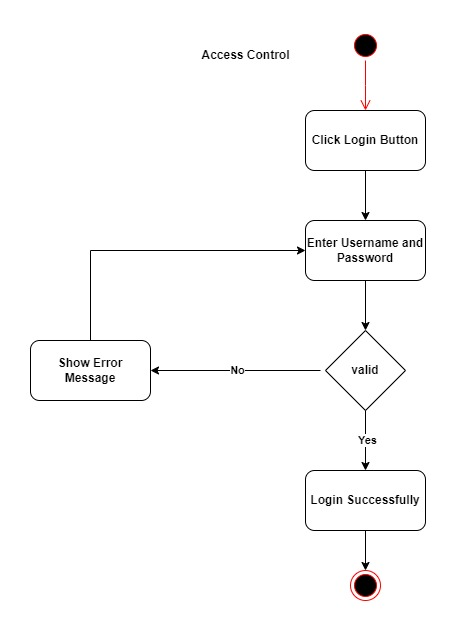 Access Control
Click Login Button
Enter Username and
Password
valid
No
Show Error
Message
Yes
Login Successfully